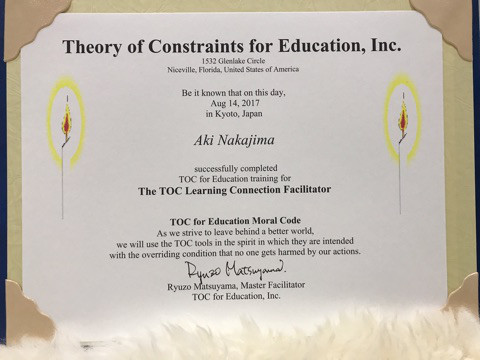 Theory of Constraints for Education, Inc.
1532 Glenlake Circle
Niceville, Florida, United States of America
Be it known that on this day,
Aug 14, 2017
in Kyoto, Japan
Aki Nakajima
successfully completed
TOC for Education training for
The TOC Learning Connection Facilitator
TOC for Education Moral Code
As we strive to leave behind a better world,
we will use the TOC tools in the spirit in which they are intended
with the overriding condition that no one gets harmed by our actions.
Ryuzo Matsuyama
Ryuzo Matsuyama, Master Facilitator
TOC for Education, Inc.